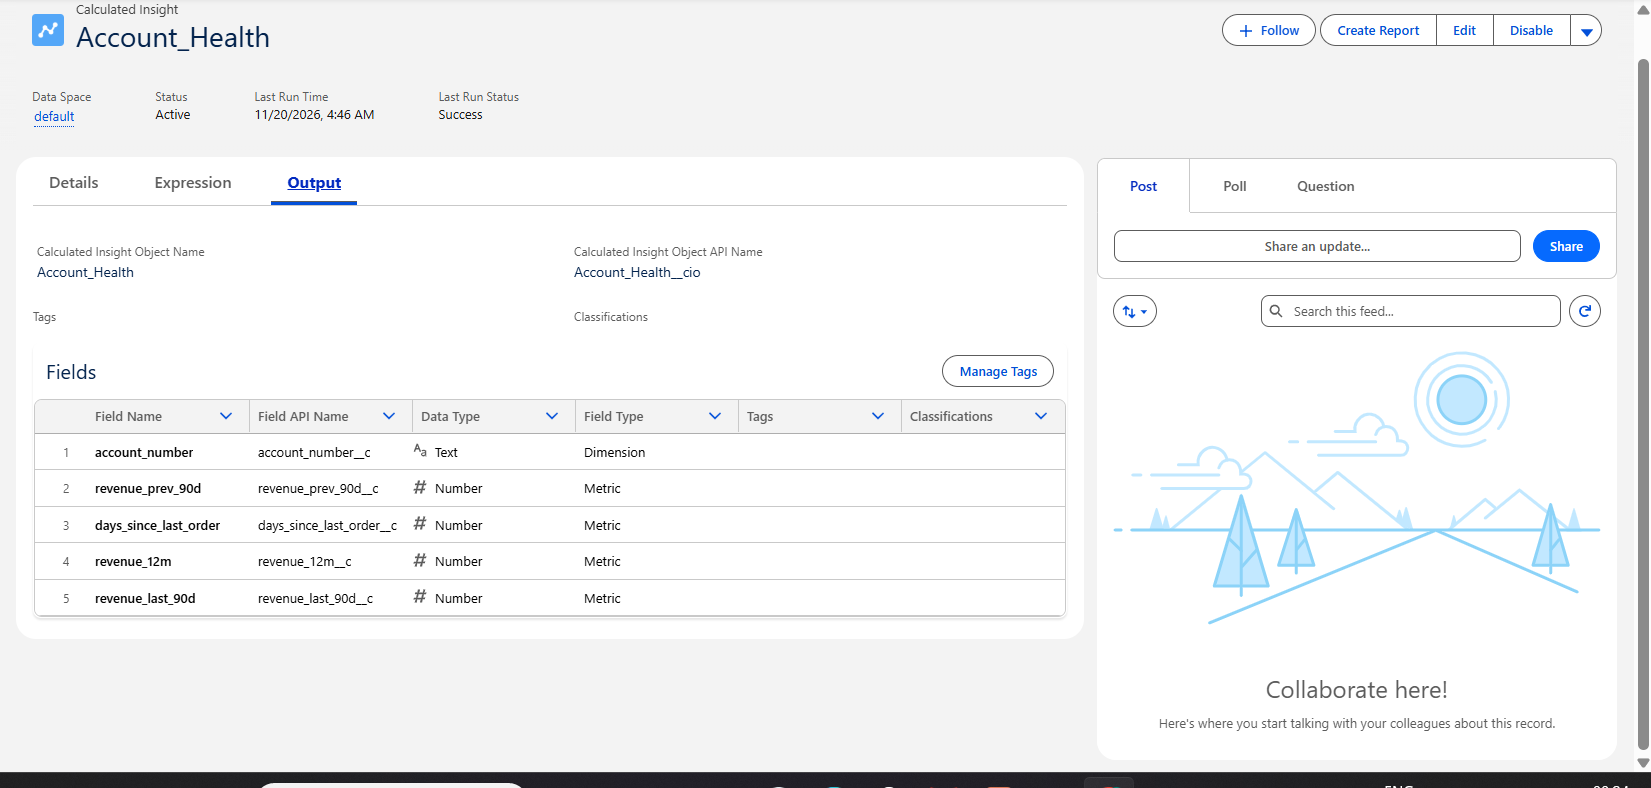 Calculated Insight
Account_Health
Follow
Create Report
Edit
Disable
Data Space
Status
Last Run Time
Last Run Status
default
Active
11/20/2026, 4:46 AM
Success
Details
Expression
Output
Calculated Insight Object Name
Calculated Insight Object API Name
Account_Health
Account_Health__cio
Tags
Classifications
Fields
Manage Tags
Field Name Field API Name Data Type Field Type Tags Classifications
1 account_number account_number__c Aa Text Dimension
2 revenue_prev_90d revenue_prev_90d__c # Number Metric
3 days_since_last_order days_since_last_order__c # Number Metric
4 revenue_12m revenue_12m__c # Number Metric
5 revenue_last_90d revenue_last_90d__c # Number Metric
Post
Poll
Question
Share an update...
Share
Search this feed...
Collaborate here!
Here's where you start talking with your colleagues about this record.